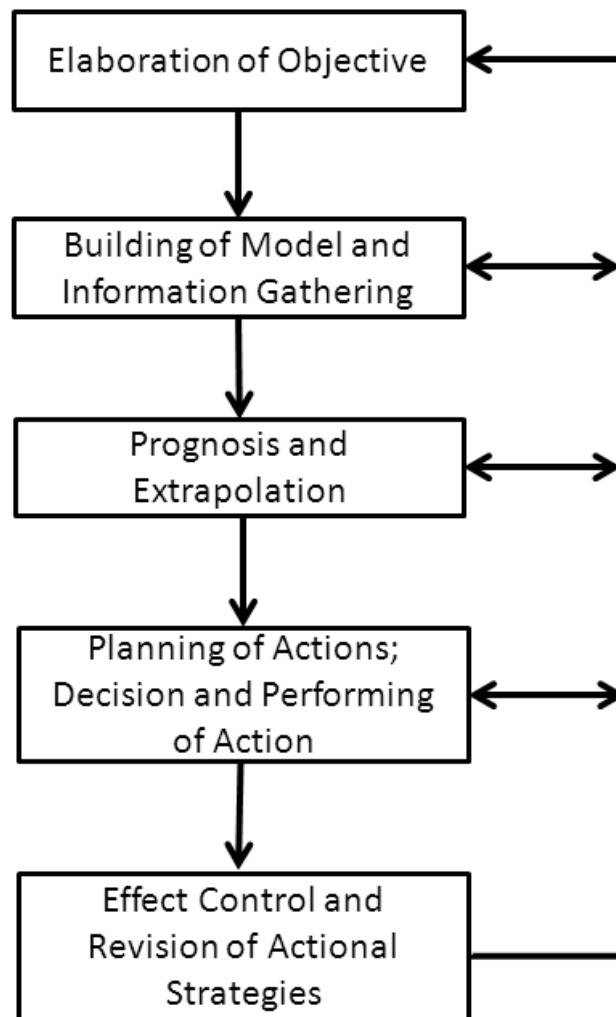 Elaboration of Objective
Building of Model and
Information Gathering
Prognosis and
Extrapolation
Planning of Actions;
Decision and Performing
of Action
Effect Control and
Revision of Actional
Strategies